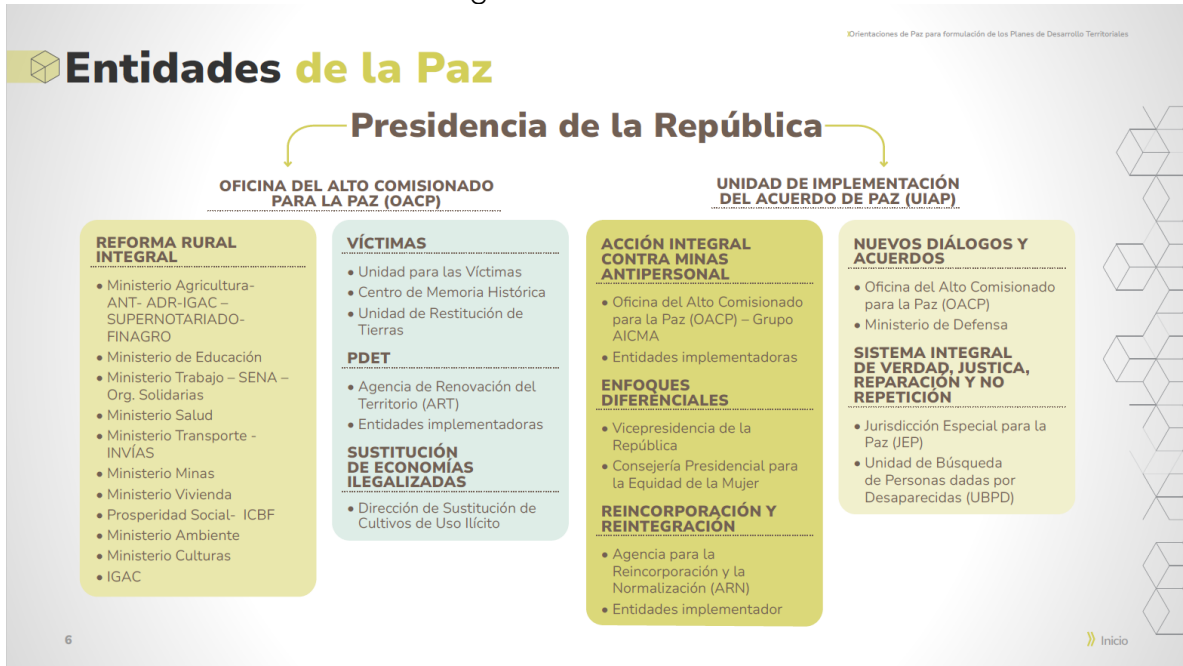 Orientaciones de Paz para formulación de los Planes de Desarrollo Territoriales
Entidades de la Paz
Presidencia de la República
OFICINA DEL ALTO COMISIONADO
PARA LA PAZ (OACP)
REFORMA RURAL
INTEGRAL
• Ministerio Agricultura-
ANT- ADR-IGAC –
SUPERNOTARIADO-
FINAGRO
• Ministerio de Educación
• Ministerio Trabajo – SENA –
Org. Solidarias
• Ministerio Salud
• Ministerio Transporte -
INVÍAS
• Ministerio Minas
• Ministerio Vivienda
• Prosperidad Social- ICBF
• Ministerio Ambiente
• Ministerio Culturas
• IGAC
VÍCTIMAS
• Unidad para las Víctimas
• Centro de Memoria Histórica
• Unidad de Restitución de
Tierras
PDET
• Agencia de Renovación del
Territorio (ART)
• Entidades implementadoras
SUSTITUCIÓN
DE ECONOMÍAS
ILEGALIZADAS
• Dirección de Sustitución de
Cultivos de Uso Ilícito
UNIDAD DE IMPLEMENTACIÓN
DEL ACUERDO DE PAZ (UIAP)
ACCIÓN INTEGRAL
CONTRA MINAS
ANTIPERSONAL
• Oficina del Alto Comisionado
para la Paz (OACP) – Grupo
AICMA
• Entidades implementadoras
ENFOQUES
DIFERENCIALES
• Vicepresidencia de la
República
• Consejería Presidencial para
la Equidad de la Mujer
REINCORPORACIÓN Y
REINTEGRACIÓN
• Agencia para la
Reincorporación y la
Normalización (ARN)
• Entidades implementador
NUEVOS DIÁLOGOS Y
ACUERDOS
• Oficina del Alto Comisionado
para la Paz (OACP)
• Ministerio de Defensa
SISTEMA INTEGRAL
DE VERDAD, JUSTICA,
REPARACIÓN Y NO
REPETICIÓN
• Jurisdicción Especial para la
Paz (JEP)
• Unidad de Búsqueda
de Personas dadas por
Desaparecidas (UBPD)
6
Inicio